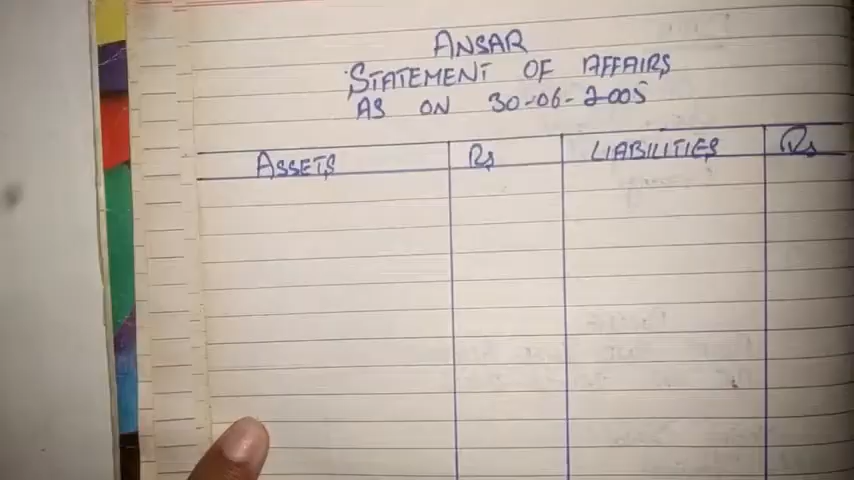 ANSAR
STATEMENT OF AFFAIRS
AS ON 30-06-2005
ASSETS Rs LIABILITIES Rs